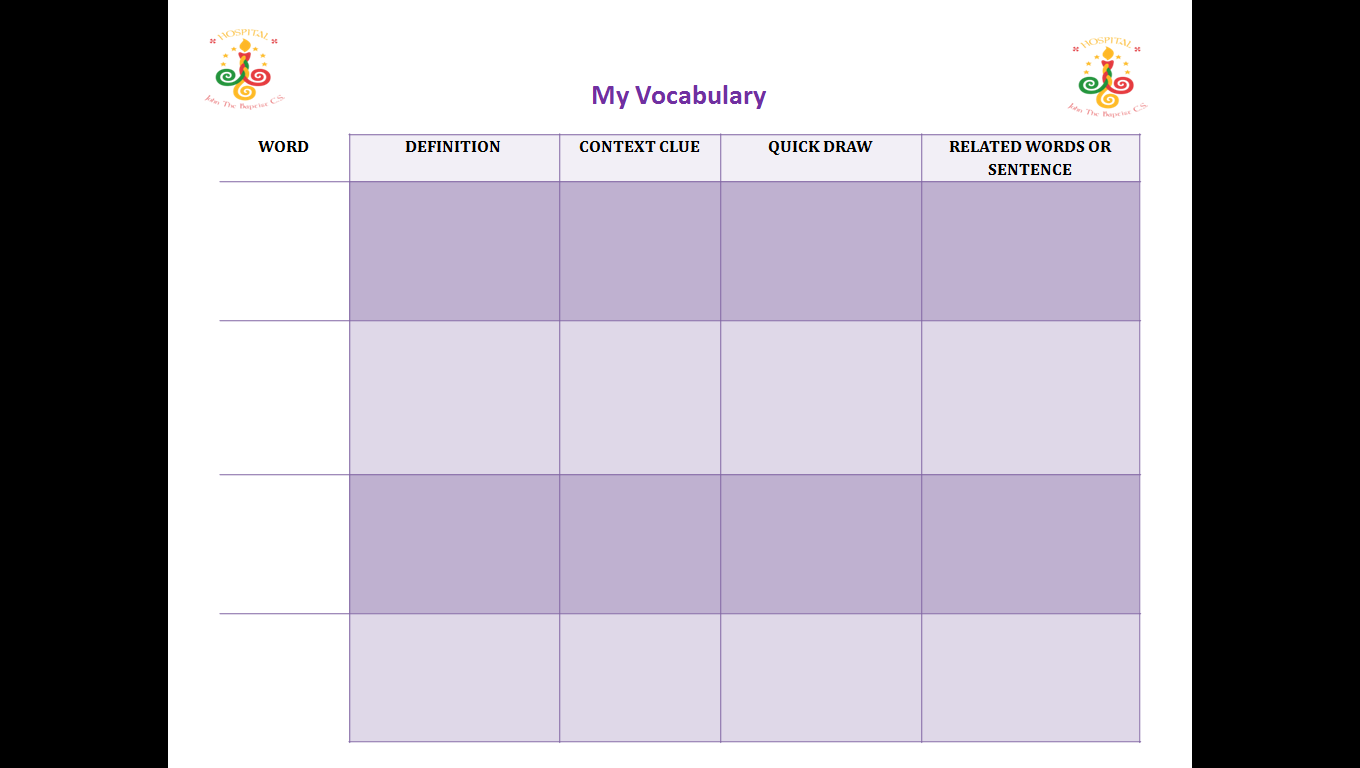 HOSPITAL
John The Baptist C.S.
HOSPITAL
John The Baptist C.S.
My Vocabulary
WORD
DEFINITION
CONTEXT CLUE
QUICK DRAW
RELATED WORDS OR
SENTENCE